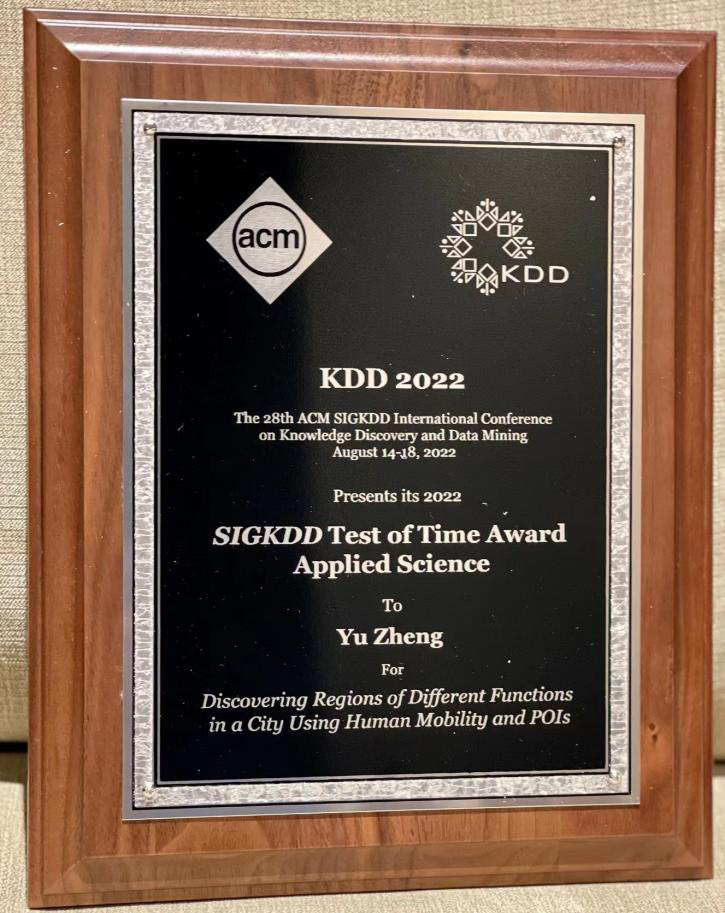 acm
KDD
KDD 2022
The 28th ACM SIGKDD International Conference
on Knowledge Discovery and Data Mining
August 14-18, 2022
Presents its 2022
SIGKDD Test of Time Award
Applied Science
To
Yu Zheng
For
Discovering Regions of Different Functions
in a City Using Human Mobility and POIs